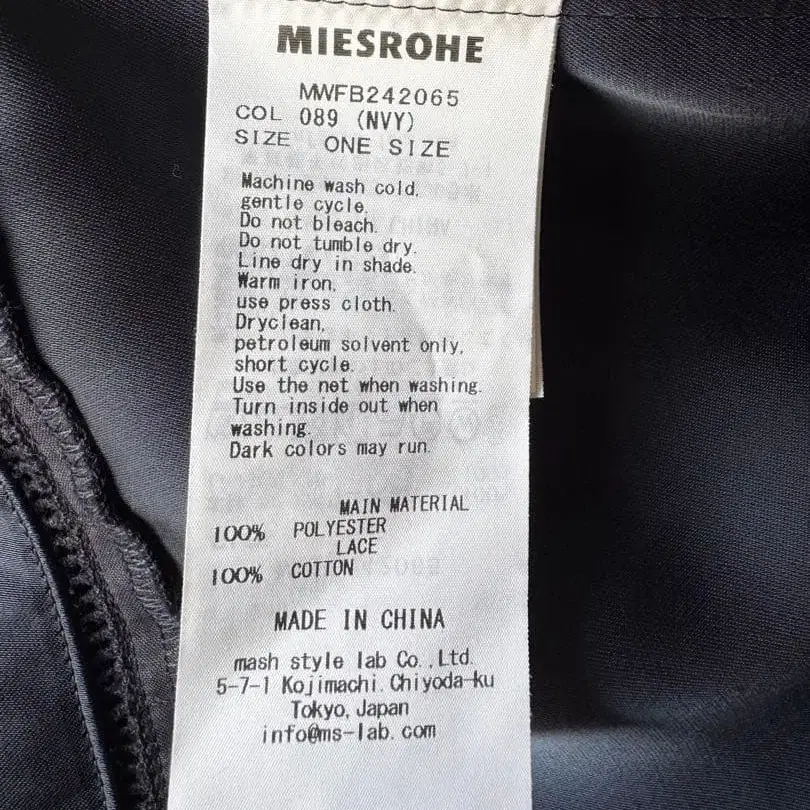 MIESROHE
MWFB242065
COL 089 (NVY)
SIZE ONE SIZE
Machine wash cold,
gentle cycle.
Do not bleach.
Do not tumble dry.
Line dry in shade.
Warm iron,
use press cloth.
Dryclean,
petroleum solvent only,
short cycle.
Use the net when washing.
Turn inside out when
washing.
Dark colors may run.
MAIN MATERIAL
100% POLYESTER
LACE
100% COTTON
MADE IN CHINA
mash style lab Co.,Ltd.
5-7-1 Kojimachi.Chiyoda-ku
Tokyo,Japan
info@ms-lab.com